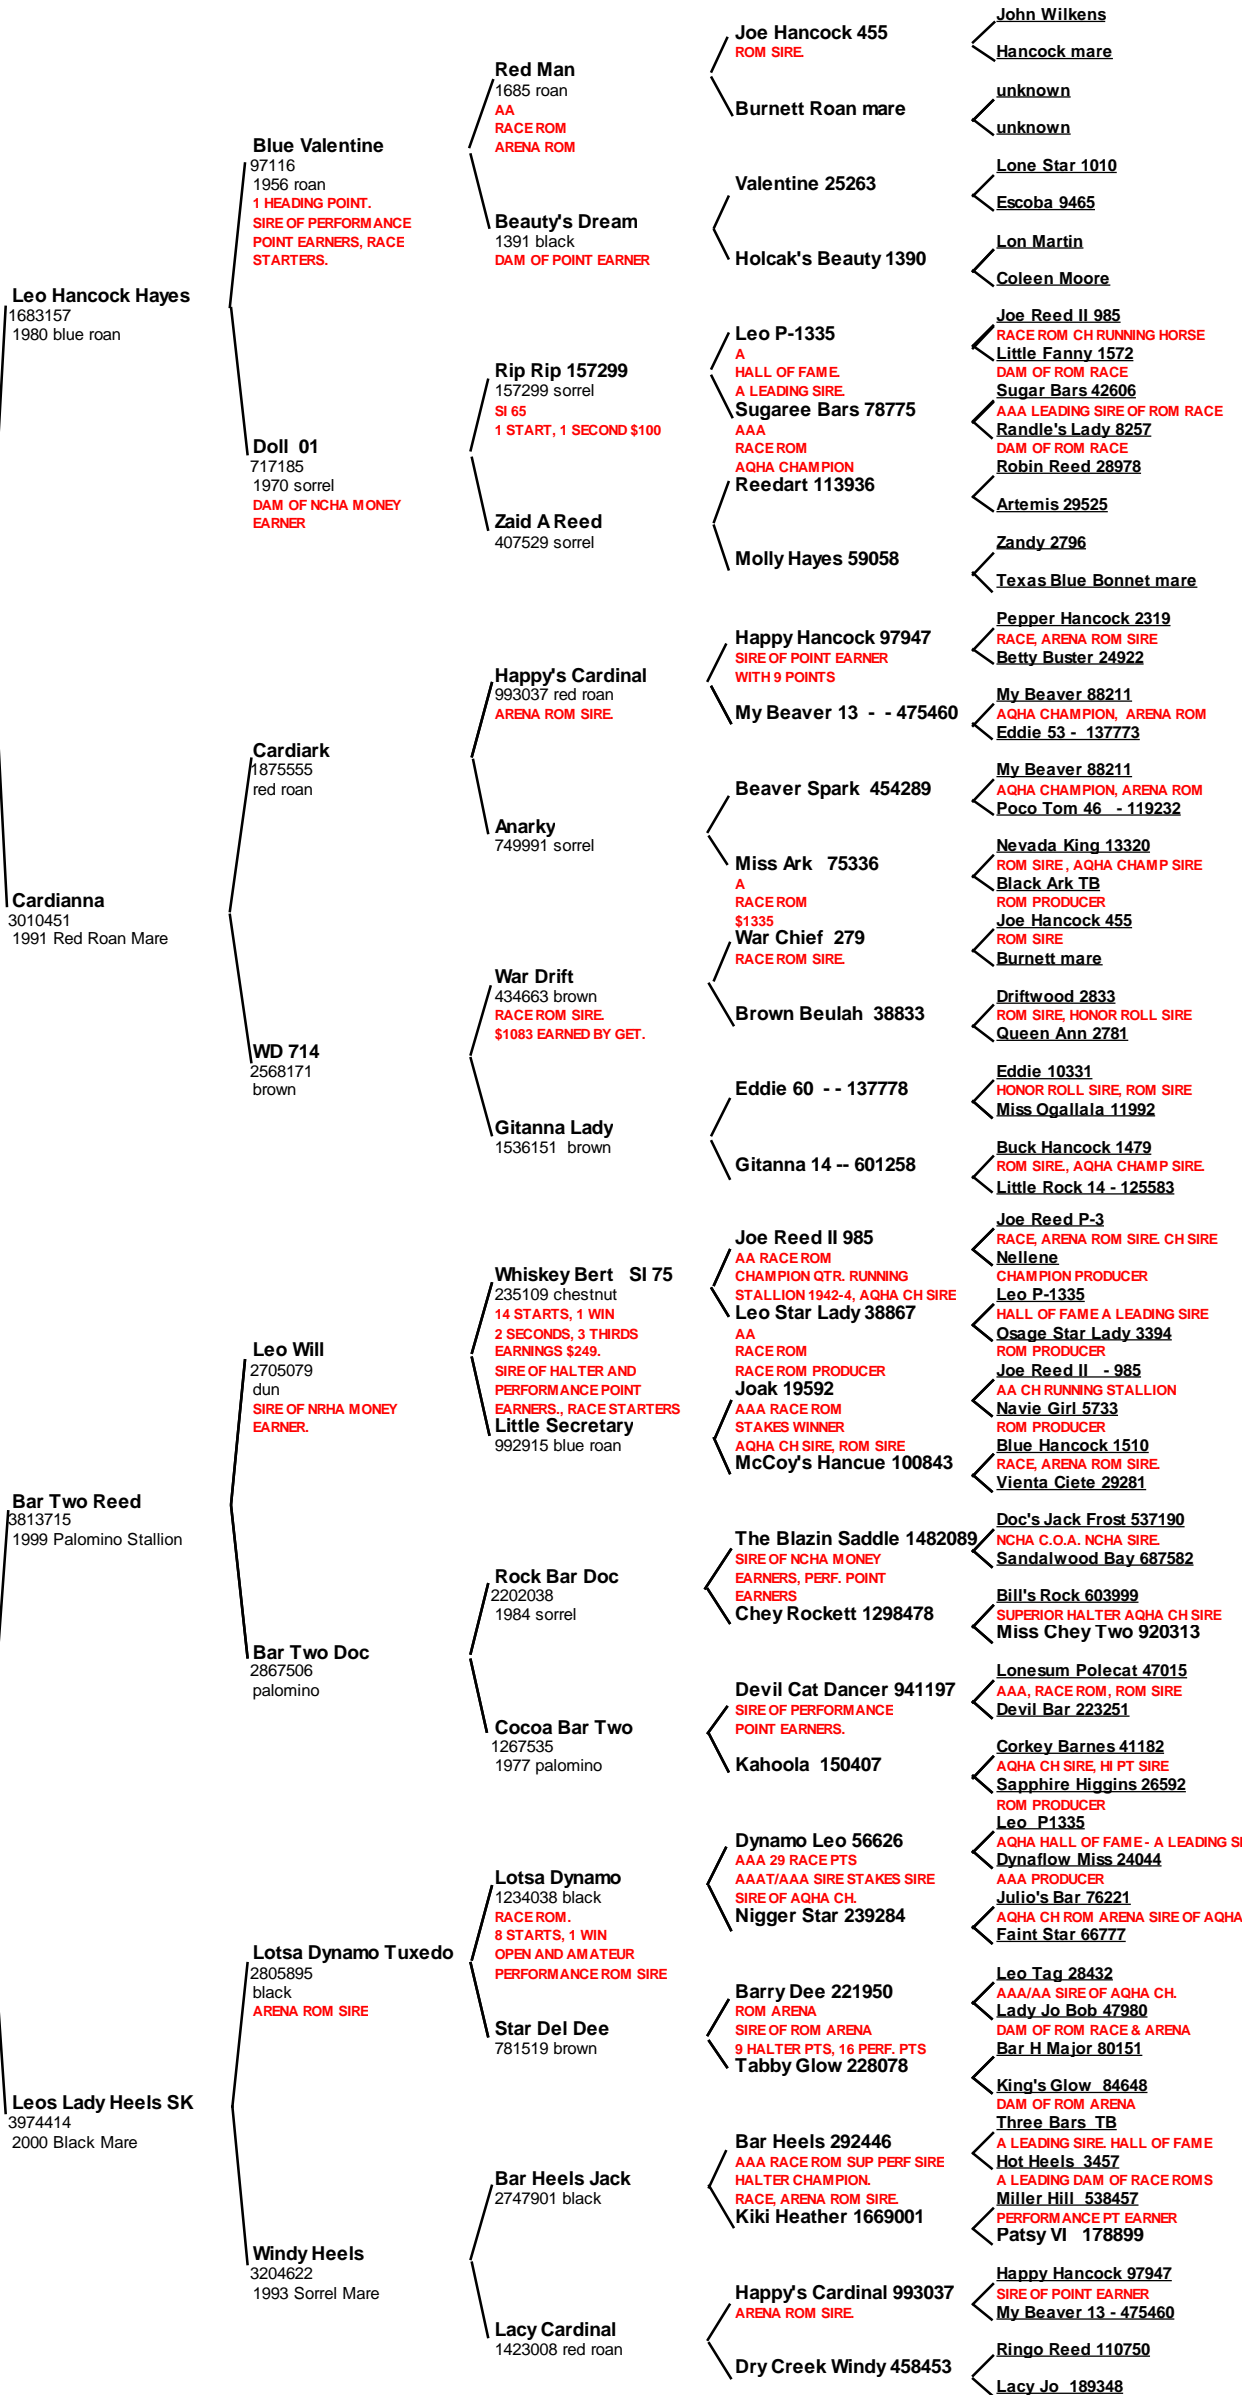 Leo Hancock Hayes
1683157
1980 blue roan
Cardianna
3010451
1991 Red Roan Mare
Bar Two Reed
3813715
1999 Palomino Stallion
Leos Lady Heels SK
3974414
2000 Black Mare
Blue Valentine
97116
1956 roan
1 HEADING POINT.
SIRE OF PERFORMANCE
POINT EARNERS, RACE
STARTERS.
Doll 01
717185
1970 sorrel
DAM OF NCHA MONEY
EARNER
Cardiark
1875555
red roan
WD 714
2568171
brown
Leo Will
2705079
dun
SIRE OF NRHA MONEY
EARNER.
Bar Two Doc
2867506
palomino
Lotsa Dynamo Tuxedo
2805895
black
ARENA ROM SIRE
Windy Heels
3204622
1993 Sorrel Mare
Red Man
1685 roan
AA
RACE ROM
ARENA ROM
Beauty's Dream
1391 black
DAM OF POINT EARNER
Rip Rip 157299
157299 sorrel
SI 65
1 START, 1 SECOND $100
Zaid A Reed
407529 sorrel
Happy's Cardinal
993037 red roan
ARENA ROM SIRE.
Anarky
749991 sorrel
War Drift
434663 brown
RACE ROM SIRE.
$1083 EARNED BY GET.
Gitanna Lady
1536151 brown
Whiskey Bert SI 75
235109 chestnut
14 STARTS, 1 WIN
2 SECONDS, 3 THIRDS
EARNINGS $249.
SIRE OF HALTER AND
PERFORMANCE POINT
EARNERS., RACE STARTERS
Little Secretary
992915 blue roan
Rock Bar Doc
2202038
1984 sorrel
Cocoa Bar Two
1267535
1977 palomino
Lotsa Dynamo
1234038 black
RACE ROM.
8 STARTS, 1 WIN
OPEN AND AMATEUR
PERFORMANCE ROM SIRE
Star Del Dee
781519 brown
Bar Heels Jack
2747901 black
Lacy Cardinal
1423008 red roan
Joe Hancock 455
ROM SIRE.
Burnett Roan mare
Valentine 25263
Holcak's Beauty 1390
Leo P-1335
A
HALL OF FAME.
A LEADING SIRE.
Sugaree Bars 78775
AAA
RACE ROM
AQHA CHAMPION
Reedart 113936
Molly Hayes 59058
Happy Hancock 97947
SIRE OF POINT EARNER
WITH 9 POINTS
My Beaver 13 - - 475460
Beaver Spark 454289
Miss Ark 75336
A
RACE ROM
$1335
War Chief 279
RACE ROM SIRE.
Brown Beulah 38833
Eddie 60 - - 137778
Gitanna 14 -- 601258
Joe Reed II 985
AA RACE ROM
CHAMPION QTR. RUNNING
STALLION 1942-4, AQHA CH SIRE
Leo Star Lady 38867
AA
RACE ROM
RACE ROM PRODUCER
Joak 19592
AAA RACE ROM
STAKES WINNER
AQHA CH SIRE, ROM SIRE
McCoy's Hancue 100843
The Blazin Saddle 1482089
SIRE OF NCHA MONEY
EARNERS, PERF. POINT
EARNERS
Chey Rockett 1298478
Devil Cat Dancer 941197
SIRE OF PERFORMANCE
POINT EARNERS.
Kahoola 150407
Dynamo Leo 56626
AAA 29 RACE PTS
AAAT/AAA SIRE STAKES SIRE
SIRE OF AQHA CH.
Nigger Star 239284
Barry Dee 221950
ROM ARENA
SIRE OF ROM ARENA
9 HALTER PTS, 16 PERF. PTS
Tabby Glow 228078
Bar Heels 292446
AAA RACE ROM SUP PERF SIRE
HALTER CHAMPION.
RACE, ARENA ROM SIRE.
Kiki Heather 1669001
Happy's Cardinal 993037
ARENA ROM SIRE.
Dry Creek Windy 458453
John Wilkens
Hancock mare
unknown
unknown
Lone Star 1010
Escoba 9465
Lon Martin
Coleen Moore
Joe Reed II 985
RACE ROM CH RUNNING HORSE
Little Fanny 1572
DAM OF ROM RACE
Sugar Bars 42606
AAA LEADING SIRE OF ROM RACE
Randle's Lady 8257
DAM OF ROM RACE
Robin Reed 28978
Artemis 29525
Zandy 2796
Texas Blue Bonnet mare
Pepper Hancock 2319
RACE, ARENA ROM SIRE
Betty Buster 24922
My Beaver 88211
AQHA CHAMPION, ARENA ROM
Eddie 53 - 137773
My Beaver 88211
AQHA CHAMPION, ARENA ROM
Poco Tom 46 - 119232
Nevada King 13320
ROM SIRE , AQHA CHAMP SIRE
Black Ark TB
ROM PRODUCER
Joe Hancock 455
ROM SIRE
Burnett mare
Driftwood 2833
ROM SIRE, HONOR ROLL SIRE
Queen Ann 2781
Eddie 10331
HONOR ROLL SIRE, ROM SIRE
Miss Ogallala 11992
Buck Hancock 1479
ROM SIRE., AQHA CHAMP SIRE.
Little Rock 14 - 125583
Joe Reed P-3
RACE, ARENA ROM SIRE. CH SIRE
Nellene
CHAMPION PRODUCER
Leo P-1335
HALL OF FAME A LEADING SIRE
Osage Star Lady 3394
ROM PRODUCER
Joe Reed II - 985
AA CH RUNNING STALLION
Navie Girl 5733
ROM PRODUCER
Blue Hancock 1510
RACE, ARENA ROM SIRE.
Vienta Ciete 29281
Doc's Jack Frost 537190
NCHA C.O.A. NCHA SIRE.
Sandalwood Bay 687582
Bill's Rock 603999
SUPERIOR HALTER AQHA CH SIRE
Miss Chey Two 920313
Lonesum Polecat 47015
AAA, RACE ROM, ROM SIRE
Devil Bar 223251
Corkey Barnes 41182
AQHA CH SIRE, HI PT SIRE
Sapphire Higgins 26592
ROM PRODUCER
Leo P1335
AQHA HALL OF FAME - A LEADING SI
Dynaflow Miss 24044
AAA PRODUCER
Julio's Bar 76221
AQHA CH ROM ARENA SIRE OF AQHA
Faint Star 66777
Leo Tag 28432
AAA/AA SIRE OF AQHA CH.
Lady Jo Bob 47980
DAM OF ROM RACE & ARENA
Bar H Major 80151
King's Glow 84648
DAM OF ROM ARENA
Three Bars TB
A LEADING SIRE. HALL OF FAME
Hot Heels 3457
A LEADING DAM OF RACE ROMS
Miller Hill 538457
PERFORMANCE PT EARNER
Patsy VI 178899
Happy Hancock 97947
SIRE OF POINT EARNER
My Beaver 13 - 475460
Ringo Reed 110750
Lacy Jo 189348